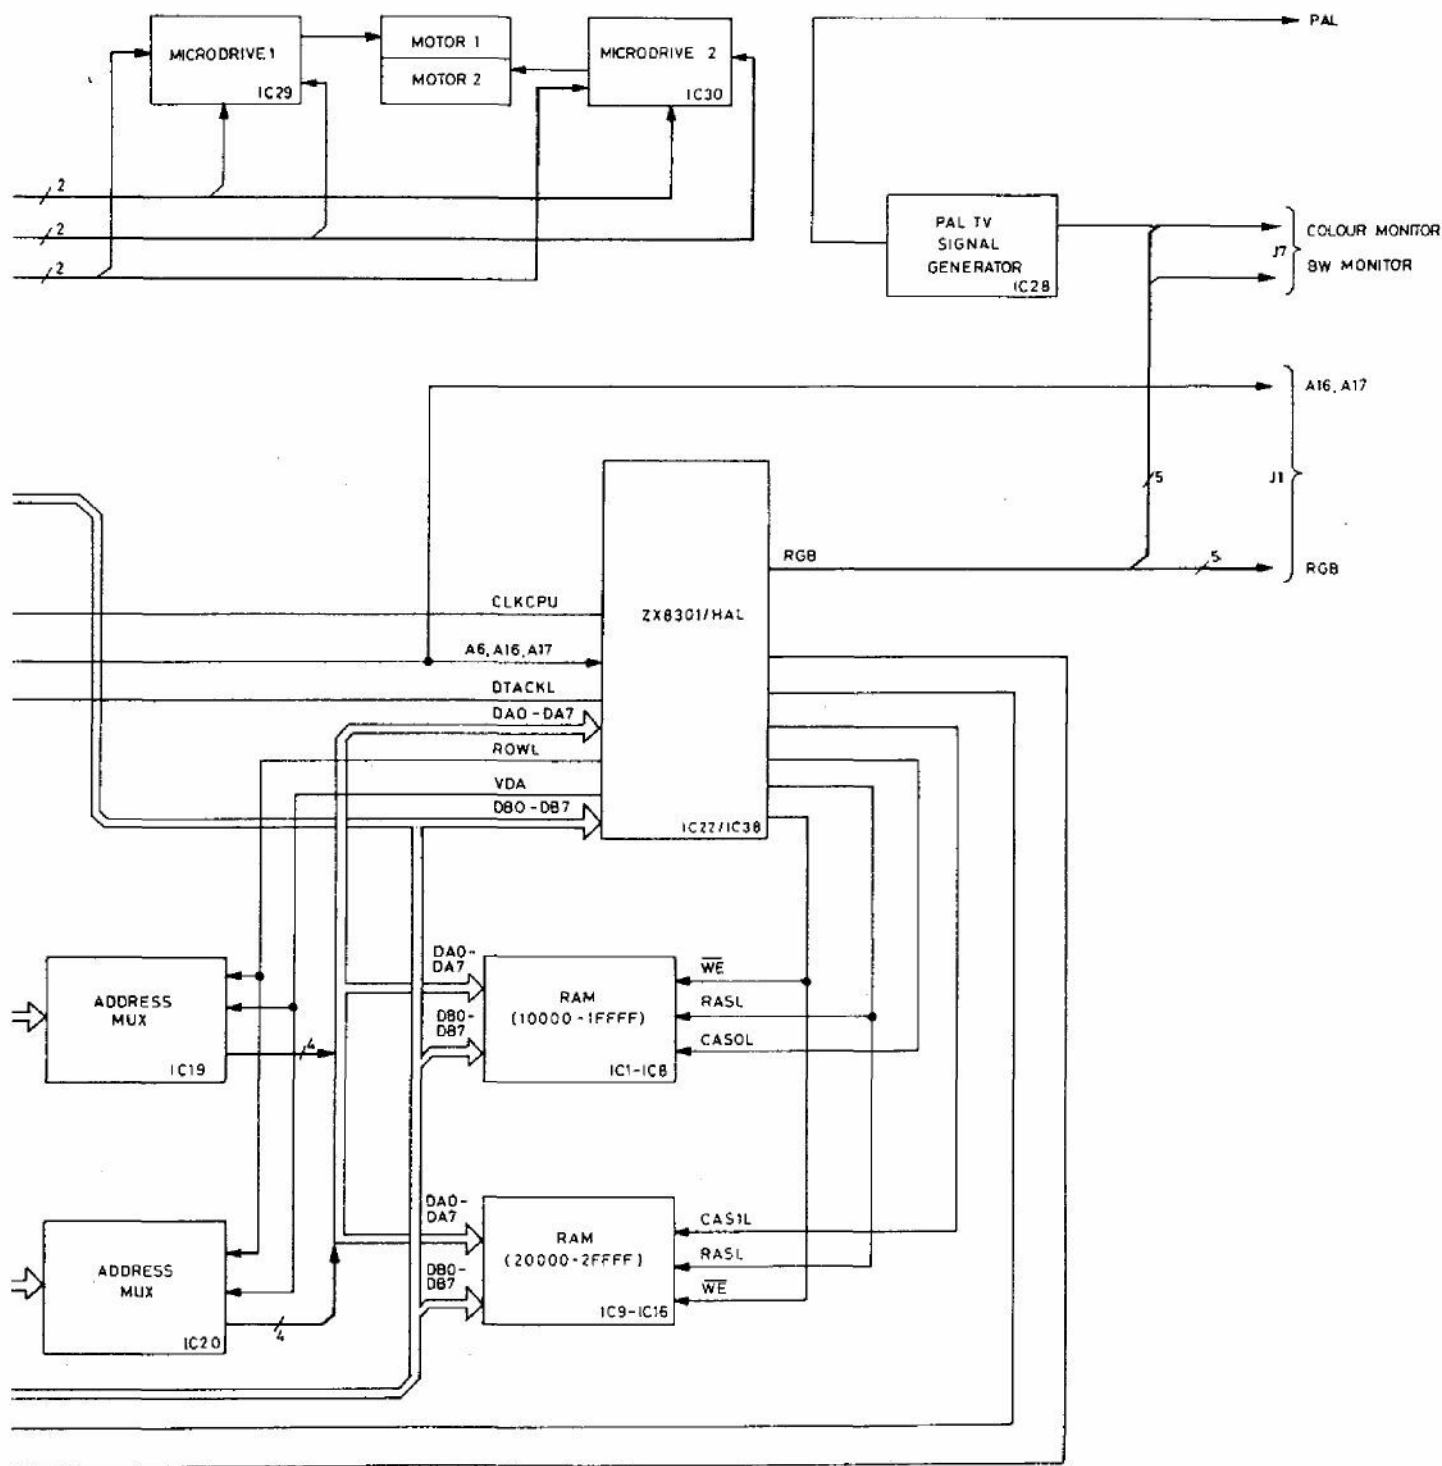 PAL
MICRODRIVE 1
IC29
MOTOR 1
MOTOR 2
MICRODRIVE 2
IC30
2
2
2
PAL TV
SIGNAL
GENERATOR
IC28
COLOUR MONITOR
J7
BW MONITOR
A16, A17
J1
5
5
RGB
RGB
ZX8301/HAL
IC22/IC38
CLKCPU
A6, A16, A17
DTACKL
DA0-DA7
ROWL
VDA
DB0-DB7
ADDRESS
MUX
IC19
4
DA0-
DA7
DB0-
DB7
RAM
(10000-1FFFF)
IC1-IC8
WE
RASL
CAS0L
ADDRESS
MUX
IC20
4
DA0-
DA7
DB0-
DB7
RAM
(20000-2FFFF)
IC9-IC16
CAS1L
RASL
WE